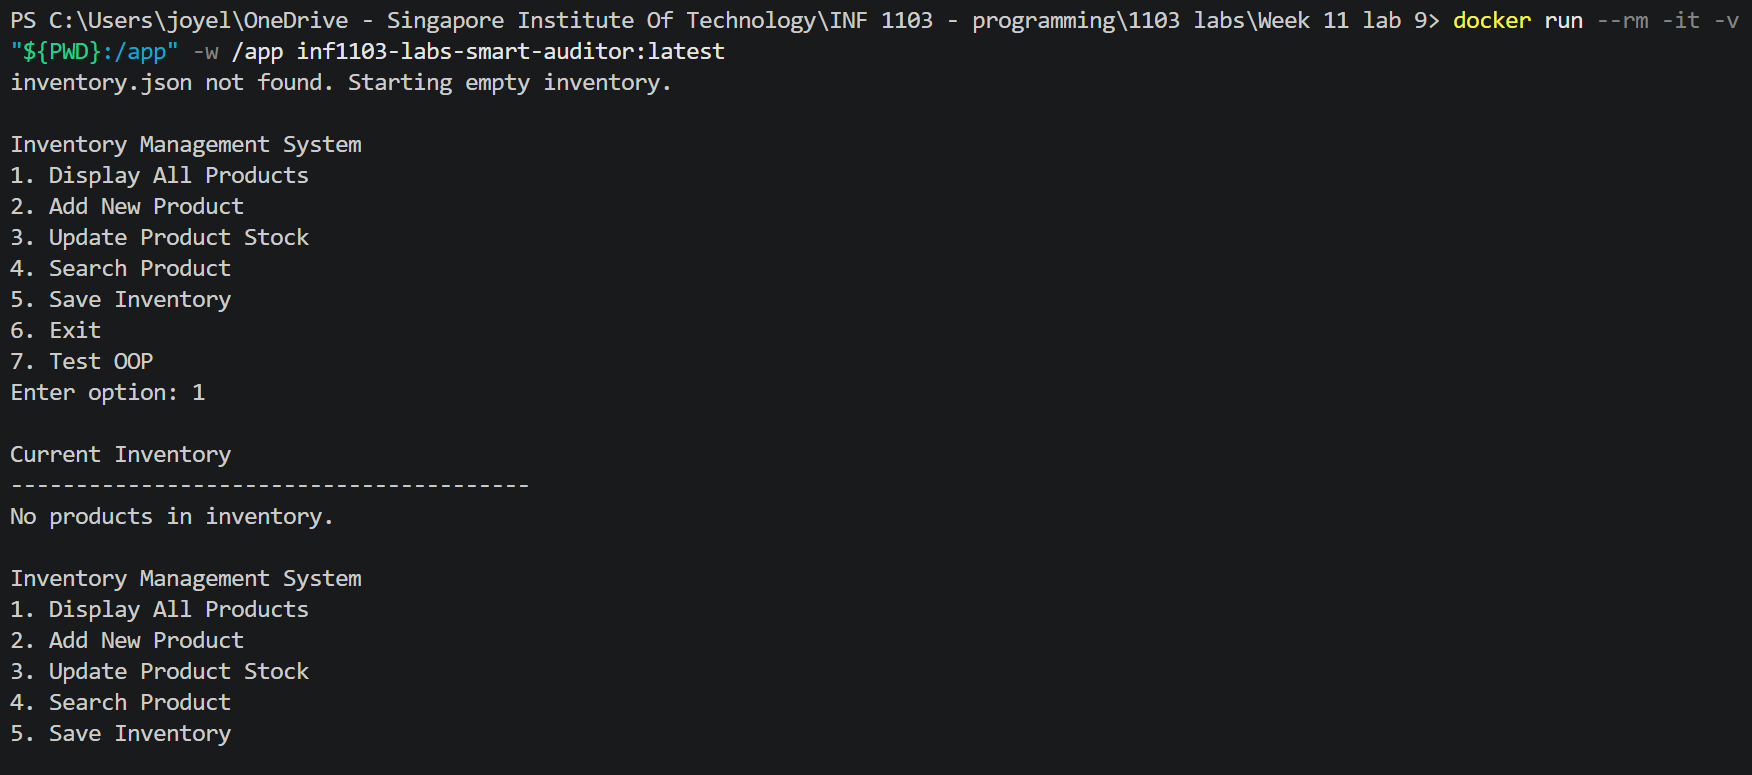 PS C:\Users\joyel\OneDrive - Singapore Institute Of Technology\INF 1103 - programming\1103 labs\Week 11 lab 9> docker run --rm -it -v
"${PWD}:/app" -w /app inf1103-labs-smart-auditor:latest
inventory.json not found. Starting empty inventory.

Inventory Management System
1. Display All Products
2. Add New Product
3. Update Product Stock
4. Search Product
5. Save Inventory
6. Exit
7. Test OOP
Enter option: 1

Current Inventory
----------------------------------------
No products in inventory.

Inventory Management System
1. Display All Products
2. Add New Product
3. Update Product Stock
4. Search Product
5. Save Inventory